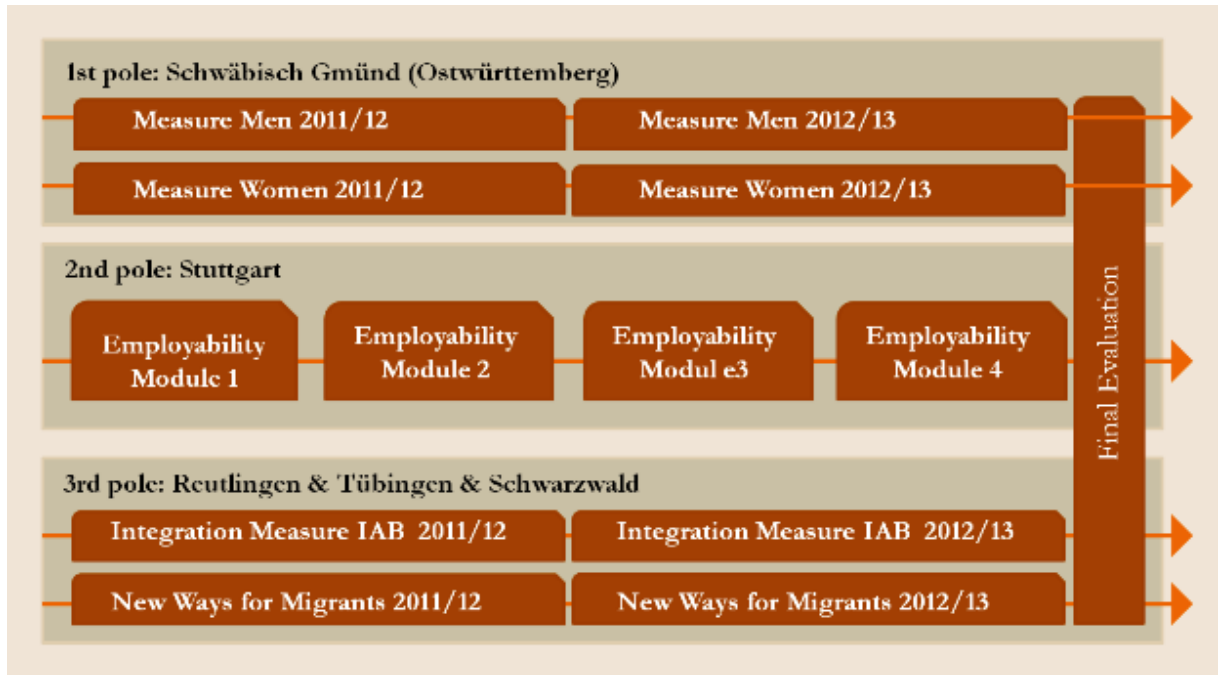 1st pole: Schwäbisch Gmünd (Ostwürttemberg)
Measure Men 2011/12
Measure Men 2012/13
Measure Women 2011/12
Measure Women 2012/13
2nd pole: Stuttgart
Employability
Module 1
Employability
Module 2
Employability
Modul e3
Employability
Module 4
3rd pole: Reutlingen & Tübingen & Schwarzwald
Integration Measure IAB 2011/12
Integration Measure IAB 2012/13
New Ways for Migrants 2011/12
New Ways for Migrants 2012/13
Final Evaluation